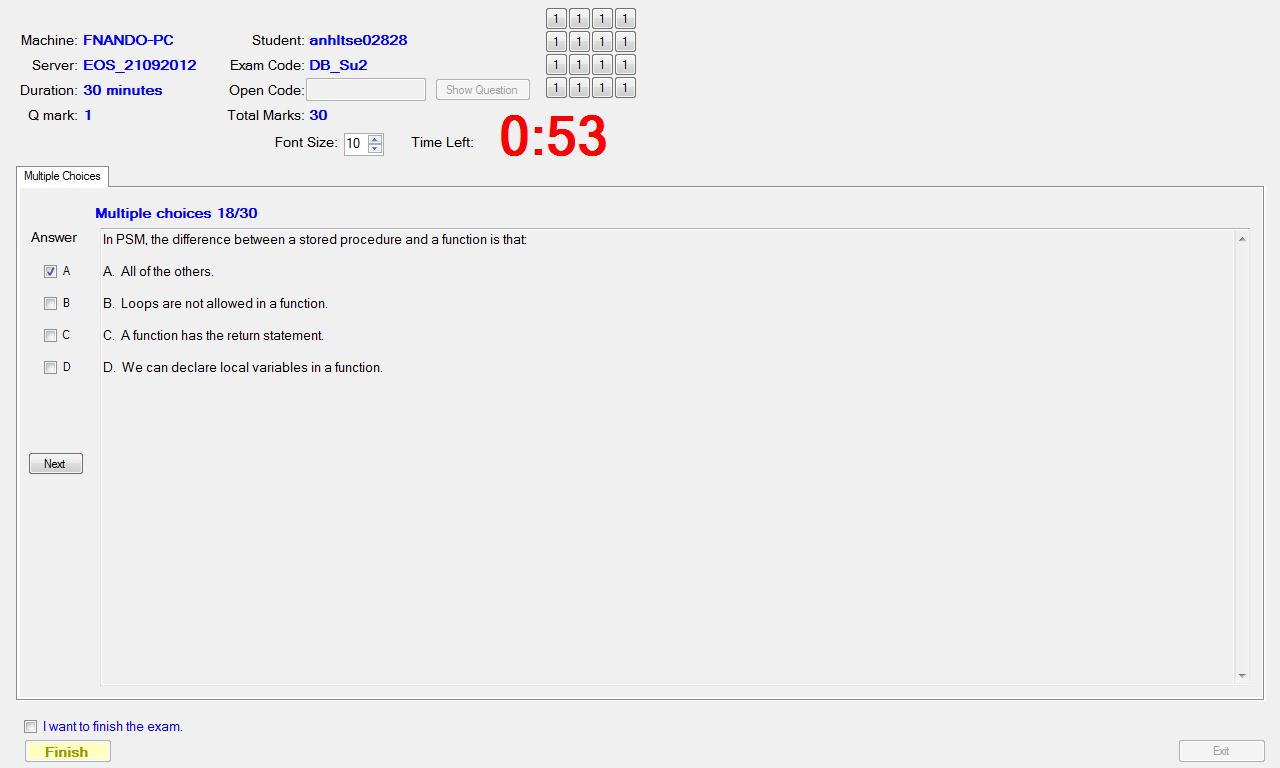 Machine: FNANDO-PC Student: anhltse02828
Server: EOS_21092012 Exam Code: DB_Su2
Duration: 30 minutes Open Code: Show Question
Q mark: 1 Total Marks: 30
1 1 1 1
1 1 1 1
1 1 1 1
1 1 1 1
Font Size: 10 Time Left: 0:53
Multiple Choices
Multiple choices 18/30
Answer
In PSM, the difference between a stored procedure and a function is that:
A A. All of the others.
B B. Loops are not allowed in a function.
C C. A function has the return statement.
D D. We can declare local variables in a function.
Next
I want to finish the exam.
Finish Exit